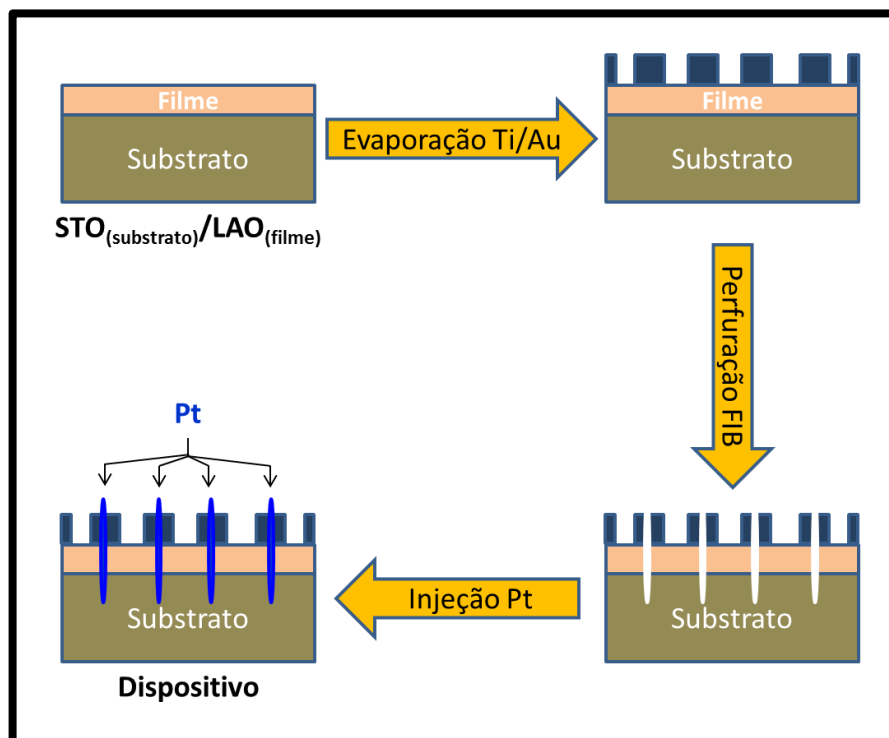 Filme
Substrato
STO(substrato)/LAO(filme)
Evaporação Ti/Au
Filme
Substrato
Perfuração FIB
Substrato
Injeção Pt
Pt
Substrato
Dispositivo